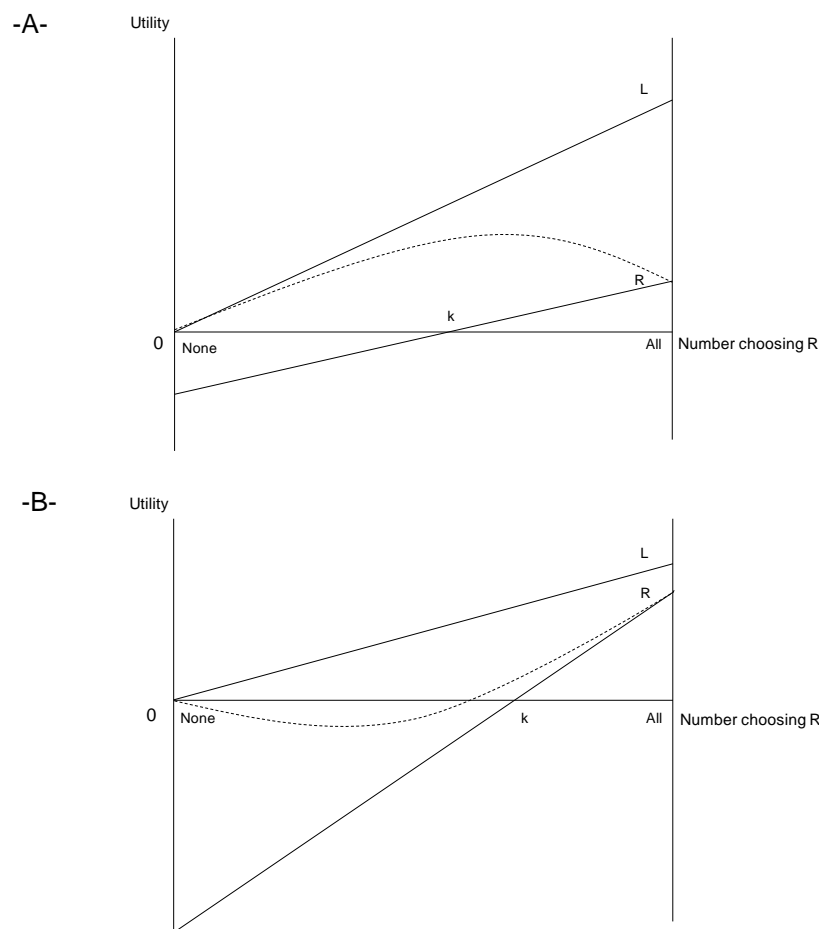 -A-
Utility
L
R
k
0
None
All
Number choosing R
-B-
Utility
L
R
0
None
k
All
Number choosing R